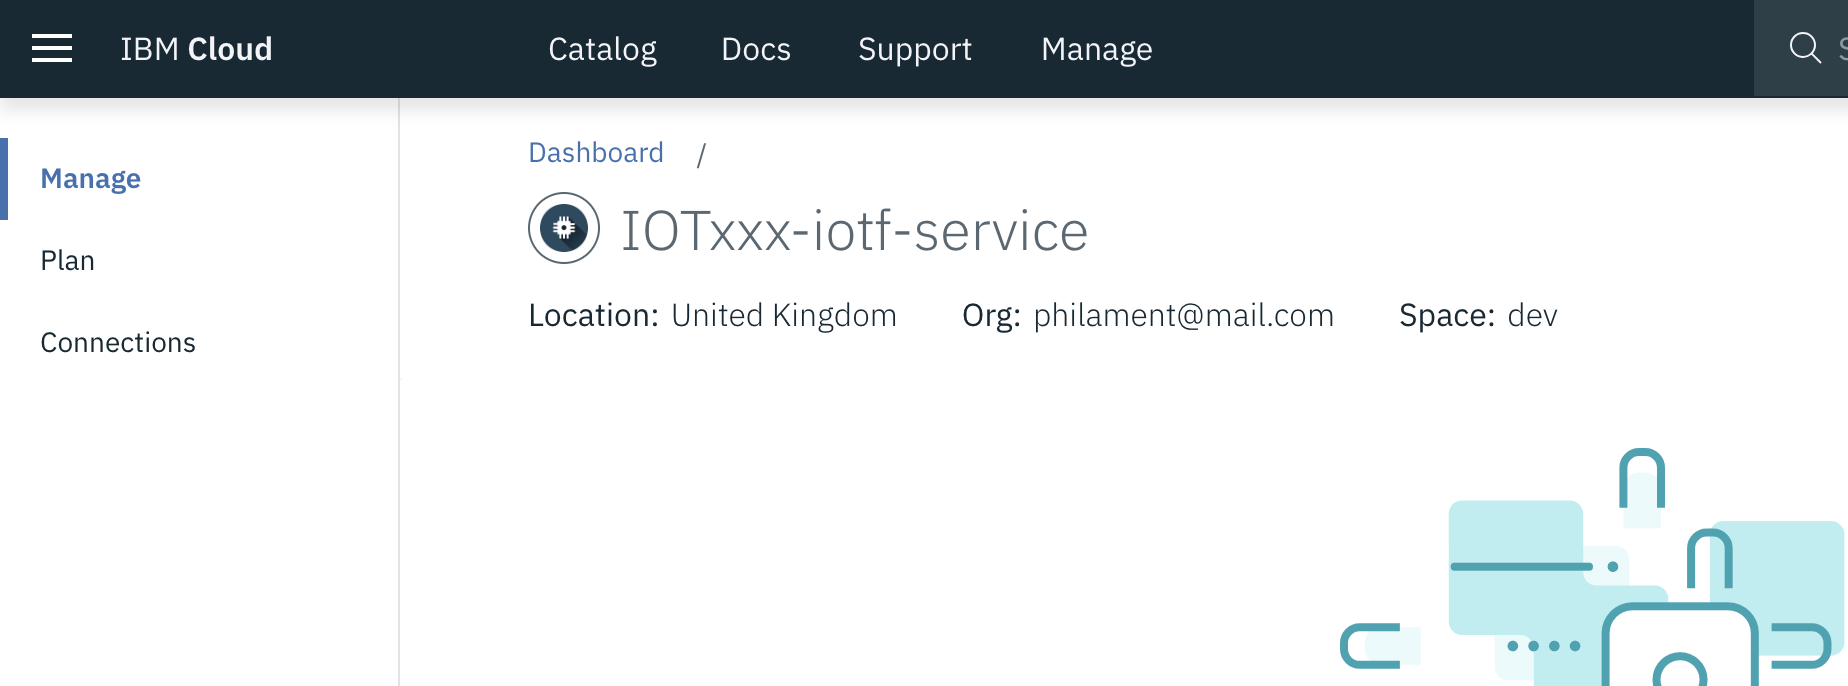 IBM Cloud Catalog Docs Support Manage S
Manage
Plan
Connections
Dashboard /
IOTxxx-iotf-service
Location: United Kingdom Org: philament@mail.com Space: dev